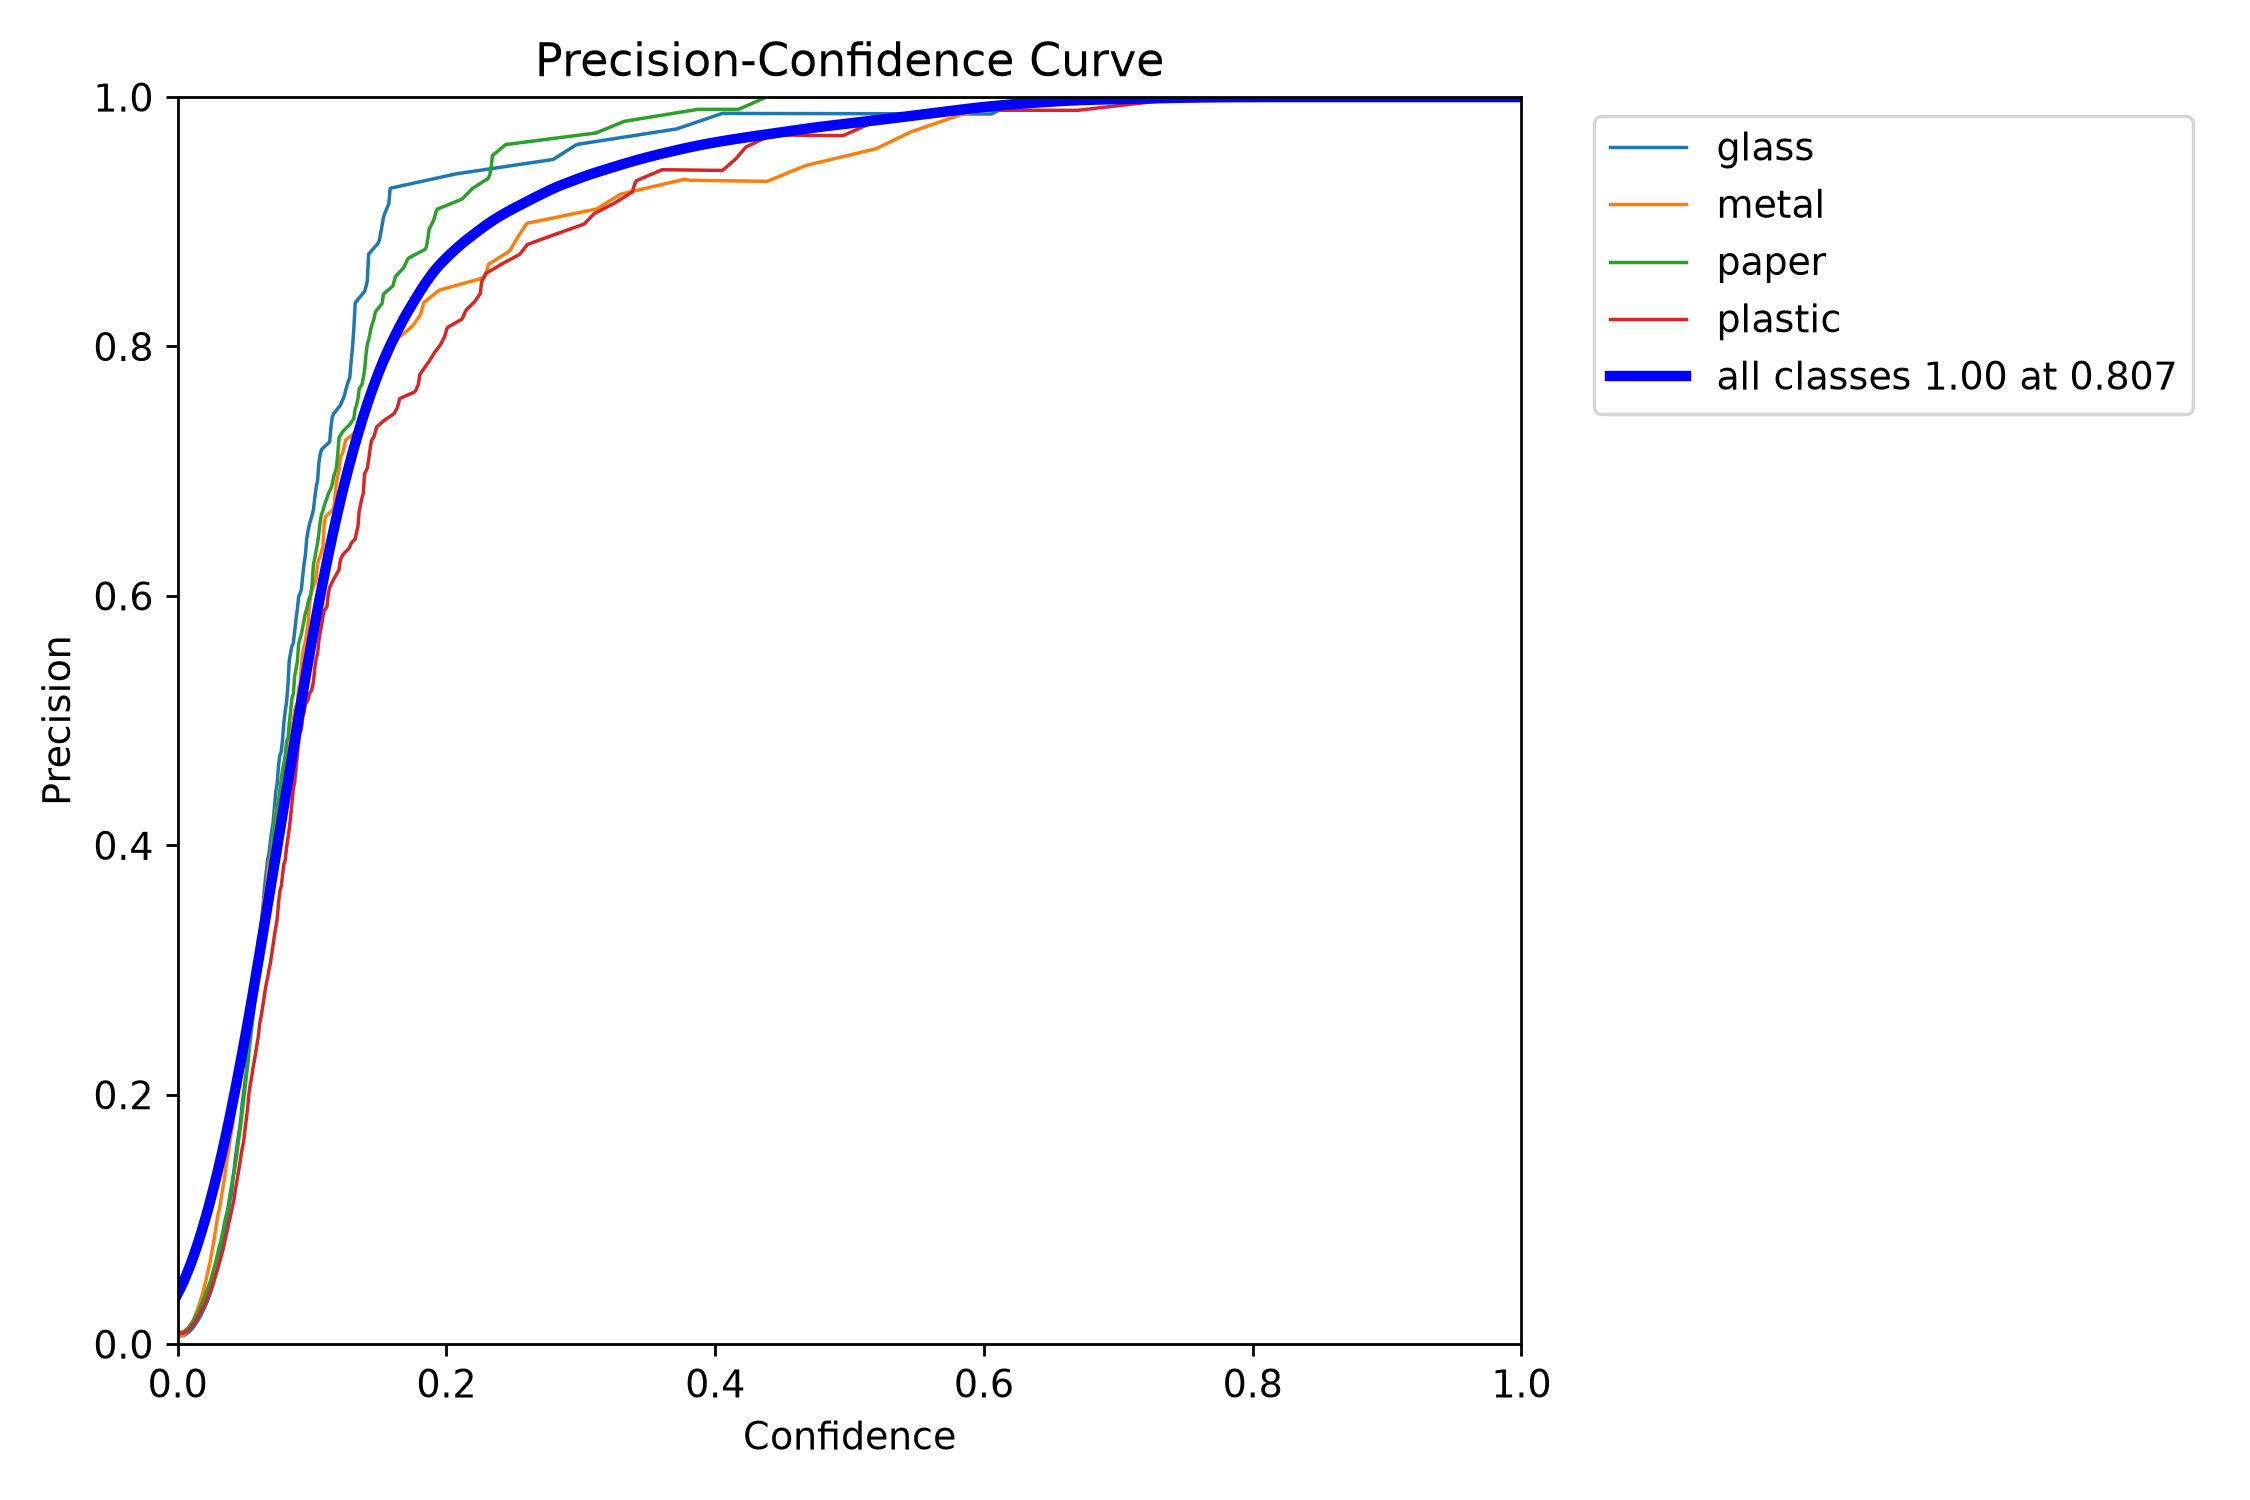 Precision-Confidence Curve
1.0
0.8
0.6
0.4
0.2
0.0
Precision
0.0 0.2 0.4 0.6 0.8 1.0
Confidence
glass
metal
paper
plastic
all classes 1.00 at 0.807